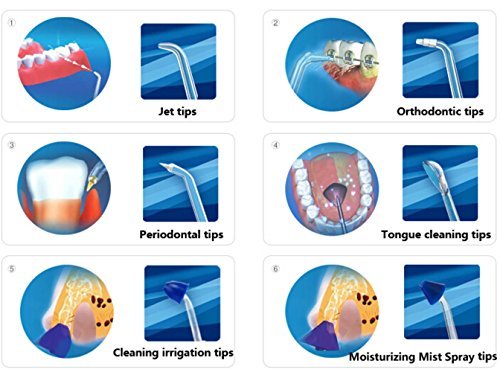 ①
Jet tips
②
Orthodontic tips
③
Periodontal tips
④
Tongue cleaning tips
⑤
Cleaning irrigation tips
⑥
Moisturizing Mist Spray tips